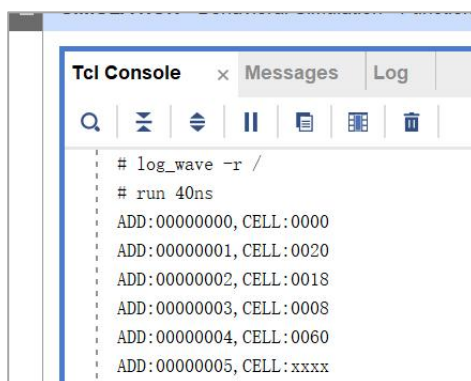 Tcl Console × Messages Log
# log_wave -r /
# run 40ns
ADD:00000000,CELL:0000
ADD:00000001,CELL:0020
ADD:00000002,CELL:0018
ADD:00000003,CELL:0008
ADD:00000004,CELL:0060
ADD:00000005,CELL:xxxx